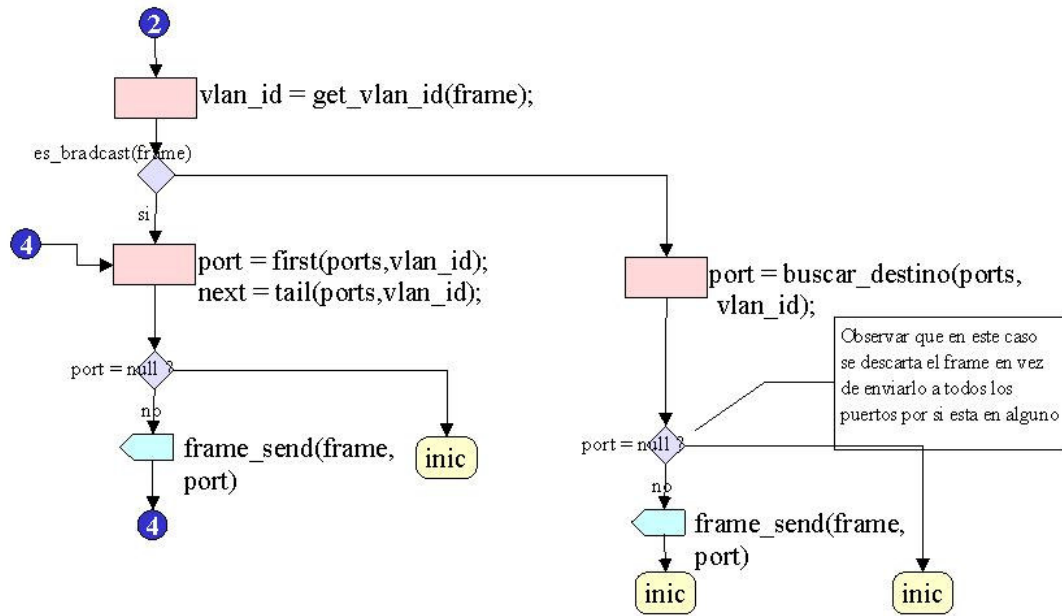 2
vlan_id = get_vlan_id(frame);
es_bradcast(frame)
si
4
port = first(ports,vlan_id);
next = tail(ports,vlan_id);
port = null ?
no
frame_send(frame,
port)
inic
4
port = buscar_destino(ports,
vlan_id);
Observar que en este caso
se descarta el frame en vez
de enviarlo a todos los
puertos por si esta en alguno
port = null ?
no
frame_send(frame,
port)
inic
inic